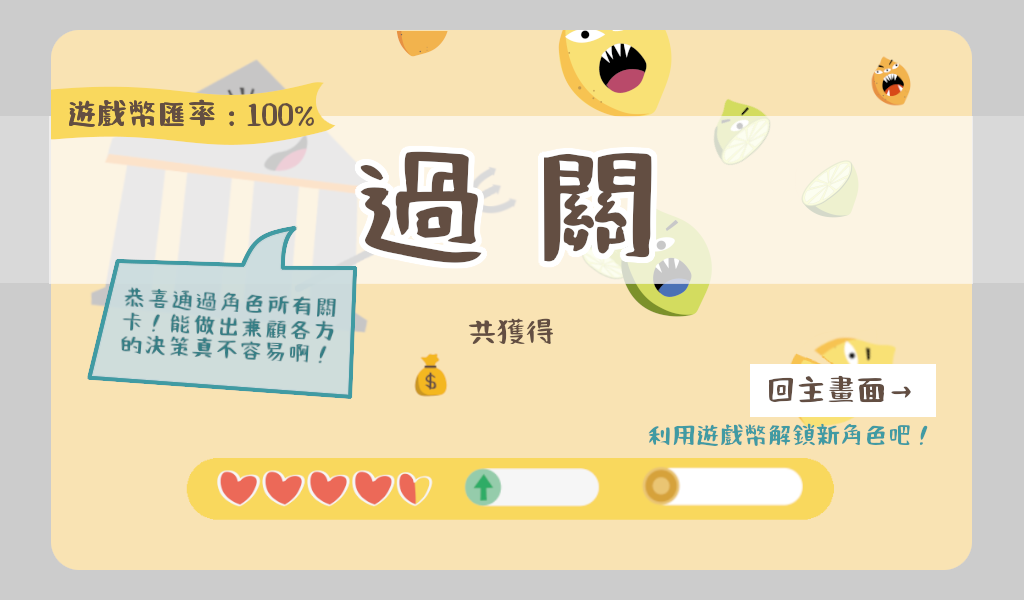 遊戲幣匯率：100%
過關
恭喜通過角色所有關
卡！能做出兼顧各方
的決策真不容易啊！
共獲得
$
回主畫面→
利用遊戲幣解鎖新角色吧！